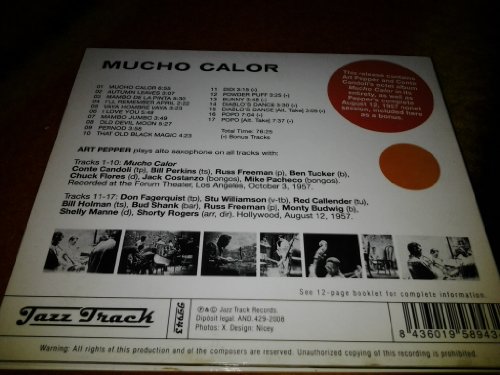 MUCHO CALOR
This release contains
Art Pepper and Conte
Candoli's octet album
Mucho Calor in its
entirety, as well as
Pepper's complete
August 12, 1957 nonet
session, included here
as a bonus.
01 MUCHO CALOR 6:53
02 AUTUMN LEAVES 3:07
03 MAMBO DE LA PINTA 4:30
04 I'LL REMEMBER APRIL 2:22
05 VAYA HOMBRE VAYA 3:25
06 I LOVE YOU 5:48
07 MAMBO JUMBO 3:49
08 OLD DEVIL MOON 5:27
09 PERNOD 3:55
10 THAT OLD BLACK MAGIC 4:23
11 DIDI 3:15 (•)
12 POWDER PUFF 3:25 (•)
13 BUNNY 3:48 (•)
14 DIABLO'S DANCE 3:30 (•)
15 DIABLO'S DANCE (Alt. Take) 2:59 (•)
16 POPO 7:04 (•)
17 POPO (Alt. Take) 7:37 (•)
Total Time: 76:25
(•) Bonus Tracks
ART PEPPER plays alto saxophone on all tracks with:
Tracks 1-10: Mucho Calor
Conte Candoli (tp), Bill Perkins (ts), Russ Freeman (p), Ben Tucker (b),
Chuck Flores (d), Jack Costanzo (bongos), Mike Pacheco (bongos).
Recorded at the Forum Theater, Los Angeles, October 3, 1957.
Tracks 11-17: Don Fagerquist (tp), Stu Williamson (v-tb), Red Callender (tu),
Bill Holman (ts), Bud Shank (bar), Russ Freeman (p), Monty Budwig (b),
Shelly Manne (d), Shorty Rogers (arr, dir). Hollywood, August 12, 1957.
See 12-page booklet for complete information.
Jazz Track
℗&© Jazz Track Records.
Dipòsit legal: AND.429-2008
Photos: X. Design: Nicey
8 436019 58943
Warning: All rights of this production and of the composers are reserved. Unauthorized copying of this recording is prohibited.